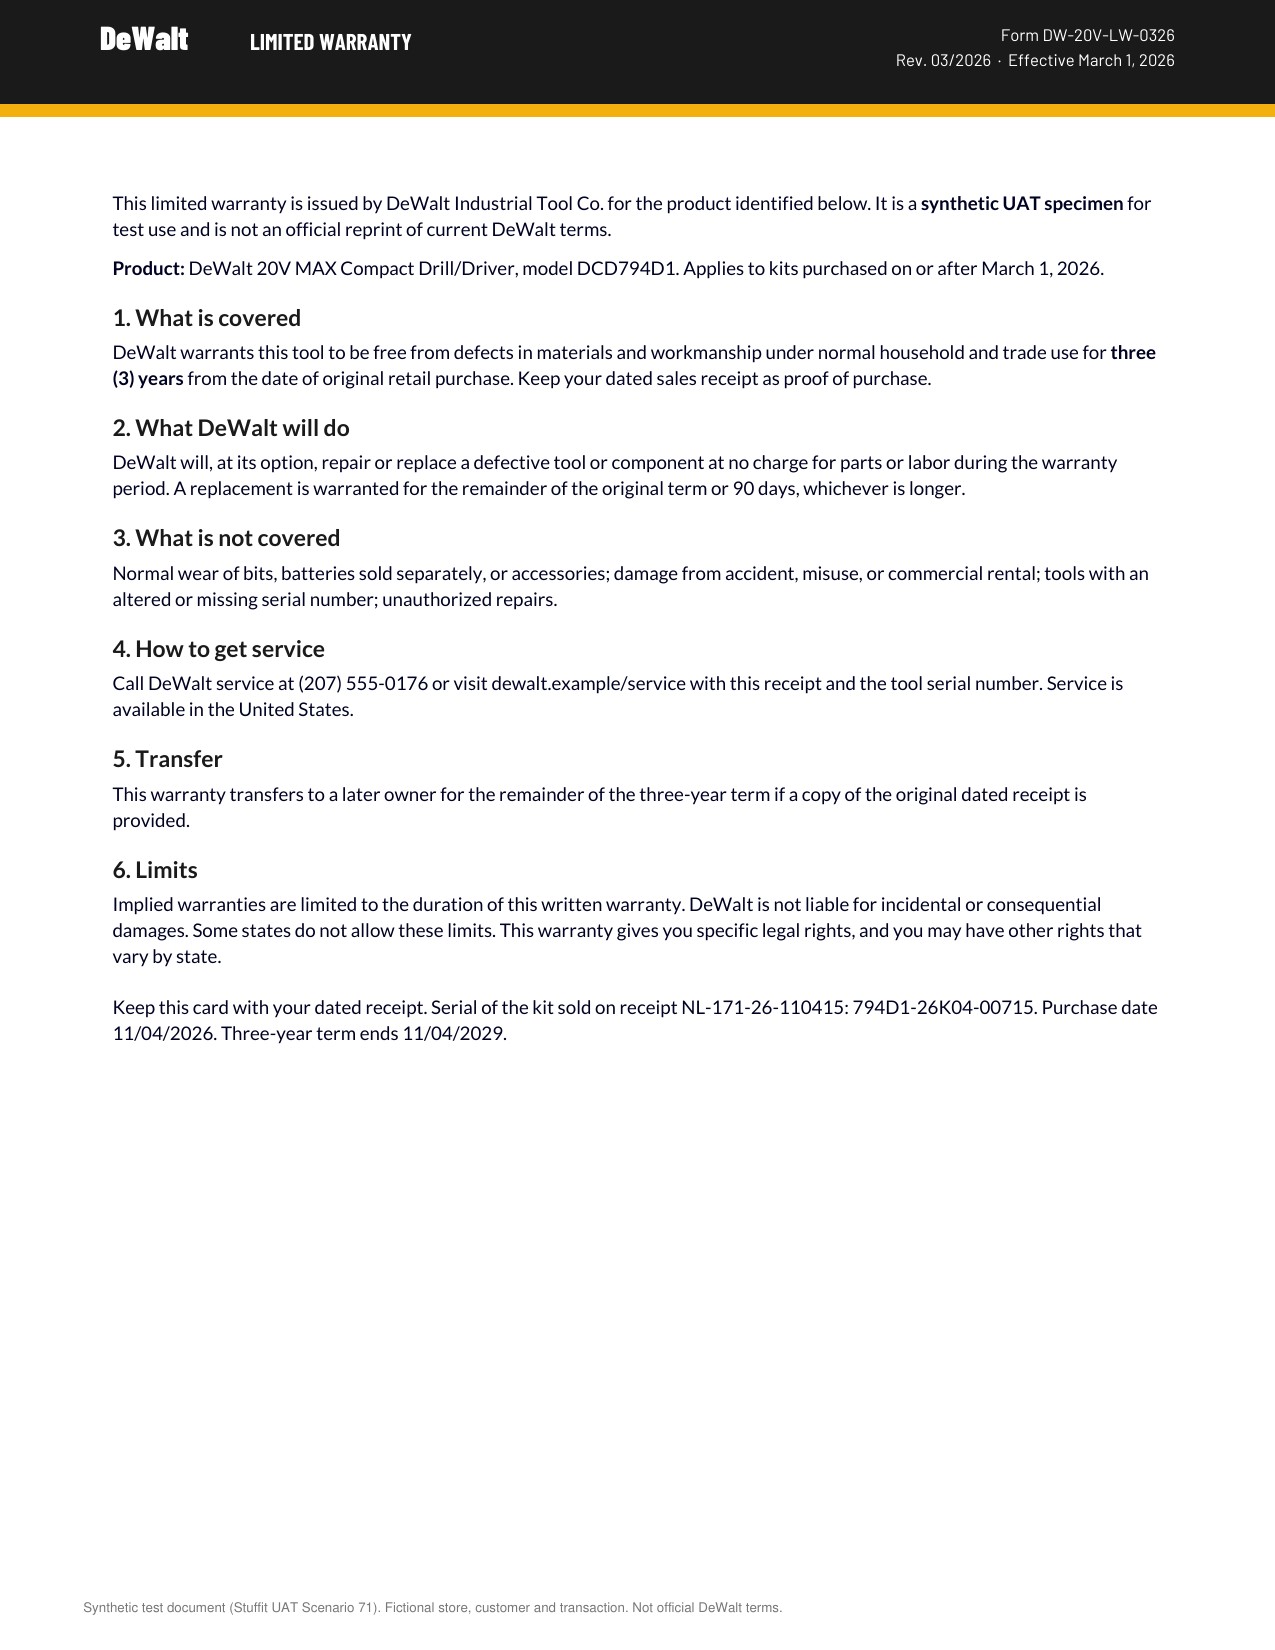 DeWalt
LIMITED WARRANTY
Form DW-20V-LW-0326
Rev. 03/2026 · Effective March 1, 2026
This limited warranty is issued by DeWalt Industrial Tool Co. for the product identified below. It is a synthetic UAT specimen for
test use and is not an official reprint of current DeWalt terms.
Product: DeWalt 20V MAX Compact Drill/Driver, model DCD794D1. Applies to kits purchased on or after March 1, 2026.
1. What is covered
DeWalt warrants this tool to be free from defects in materials and workmanship under normal household and trade use for three
(3) years from the date of original retail purchase. Keep your dated sales receipt as proof of purchase.
2. What DeWalt will do
DeWalt will, at its option, repair or replace a defective tool or component at no charge for parts or labor during the warranty
period. A replacement is warranted for the remainder of the original term or 90 days, whichever is longer.
3. What is not covered
Normal wear of bits, batteries sold separately, or accessories; damage from accident, misuse, or commercial rental; tools with an
altered or missing serial number; unauthorized repairs.
4. How to get service
Call DeWalt service at (207) 555-0176 or visit dewalt.example/service with this receipt and the tool serial number. Service is
available in the United States.
5. Transfer
This warranty transfers to a later owner for the remainder of the three-year term if a copy of the original dated receipt is
provided.
6. Limits
Implied warranties are limited to the duration of this written warranty. DeWalt is not liable for incidental or consequential
damages. Some states do not allow these limits. This warranty gives you specific legal rights, and you may have other rights that
vary by state.
Keep this card with your dated receipt. Serial of the kit sold on receipt NL-171-26-110415: 794D1-26K04-00715. Purchase date
11/04/2026. Three-year term ends 11/04/2029.
Synthetic test document (Stuffit UAT Scenario 71). Fictional store, customer and transaction. Not official DeWalt terms.